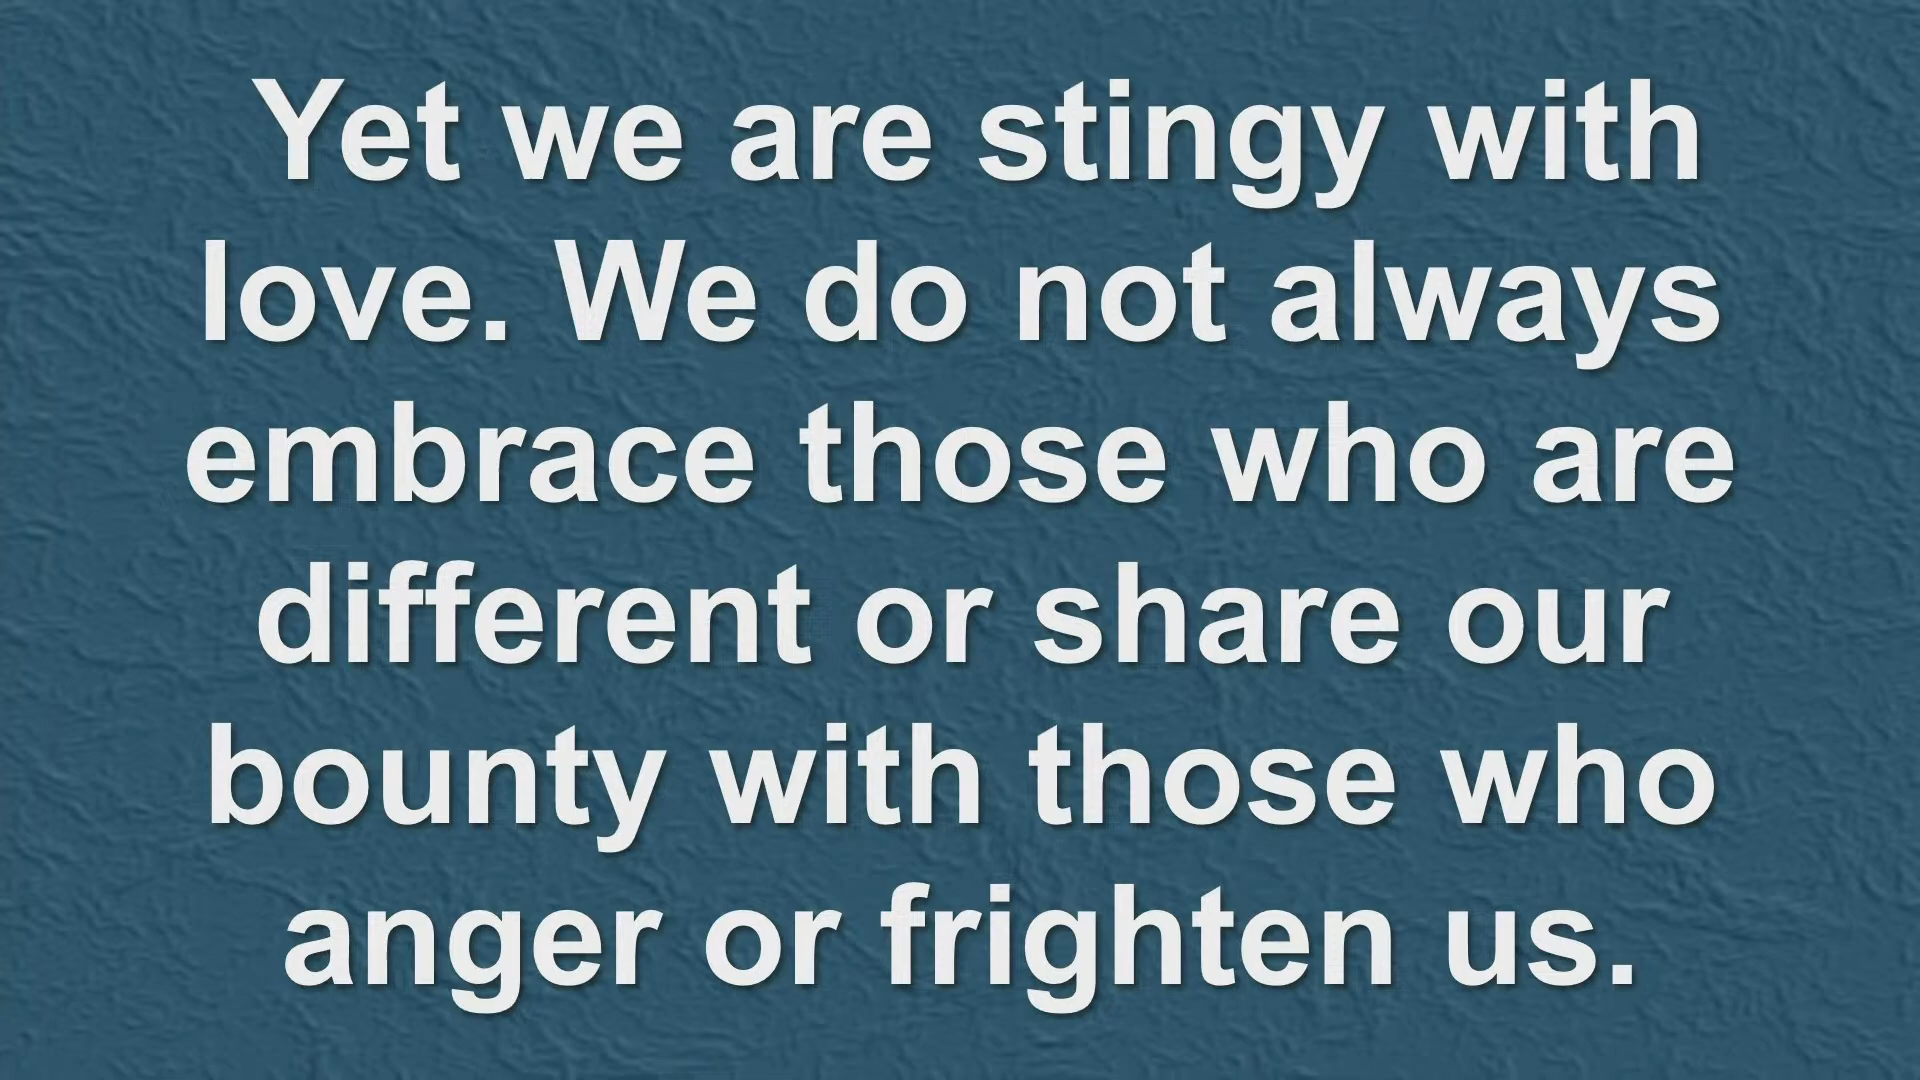 Yet we are stingy with
love. We do not always
embrace those who are
different or share our
bounty with those who
anger or frighten us.